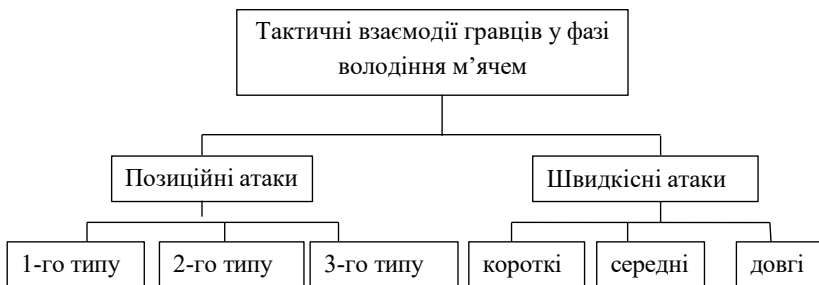 Тактичні взаємодії гравців у фазі
володіння м’ячем
Позиційні атаки
Швидкісні атаки
1-го типу
2-го типу
3-го типу
короткі
середні
довгі